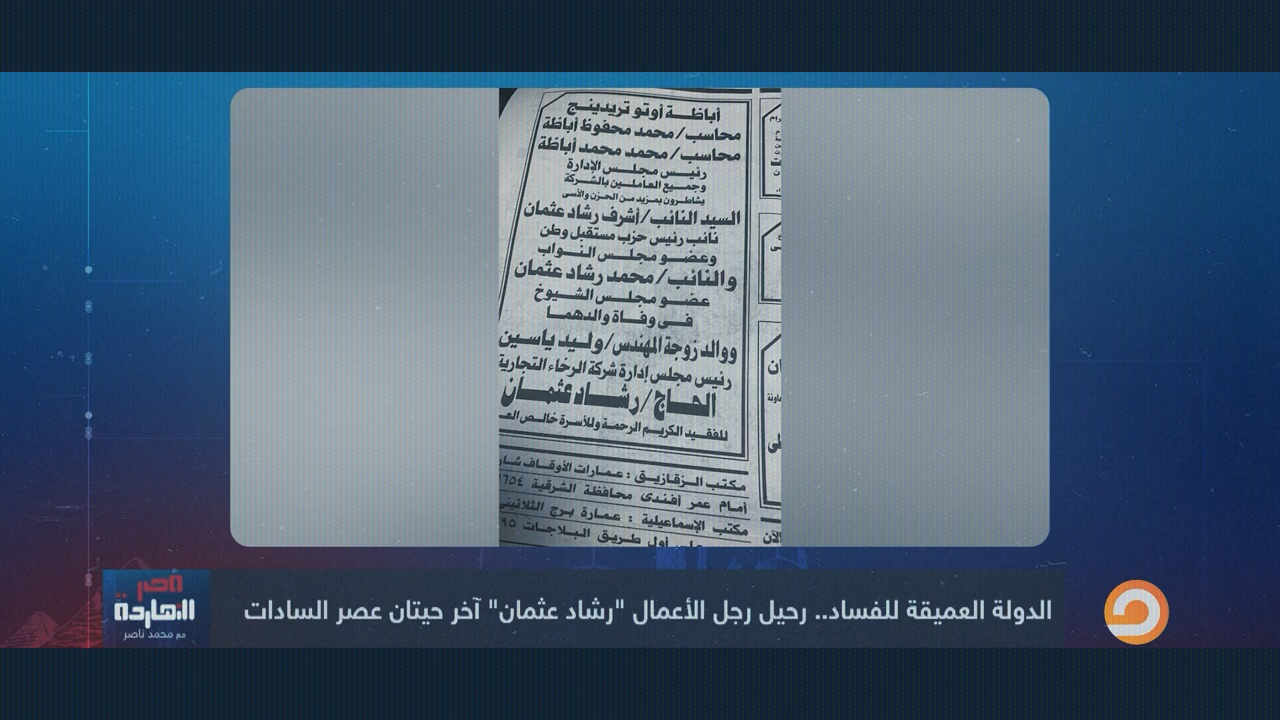 أباظة أوتو تريدينج
محاسب/ محمد محفوظ أباظة
محاسب/ محمد محمد أباظة
رئيس مجلس الإدارة
وجميع العاملين بالشركة
يشاطرون بمزيد من الحزن والأسى
السيد النائب/ أشرف رشاد عثمان
نائب رئيس حزب مستقبل وطن
وعضو مجلس النواب
والنائب/ محمد رشاد عثمان
عضو مجلس الشيوخ
فى وفاة والدهما
ووالد زوجة المهندس/ وليد ياسين
رئيس مجلس إدارة شركة الرخاء التجارية
الحاج/ رشاد عثمان
للفقيد الكريم الرحمة وللأسرة خالص
مكتب الزقازيق : عمارات الأوقاف
أمام عمر أفندى محافظة الشرقية
مكتب الإسماعيلية : عمارة برج
أول طريق البلاجات
الدولة العميقة للفساد.. رحيل رجل الأعمال "رشاد عثمان" آخر حيتان عصر السادات
مصر
النهاردة
مع محمد ناصر